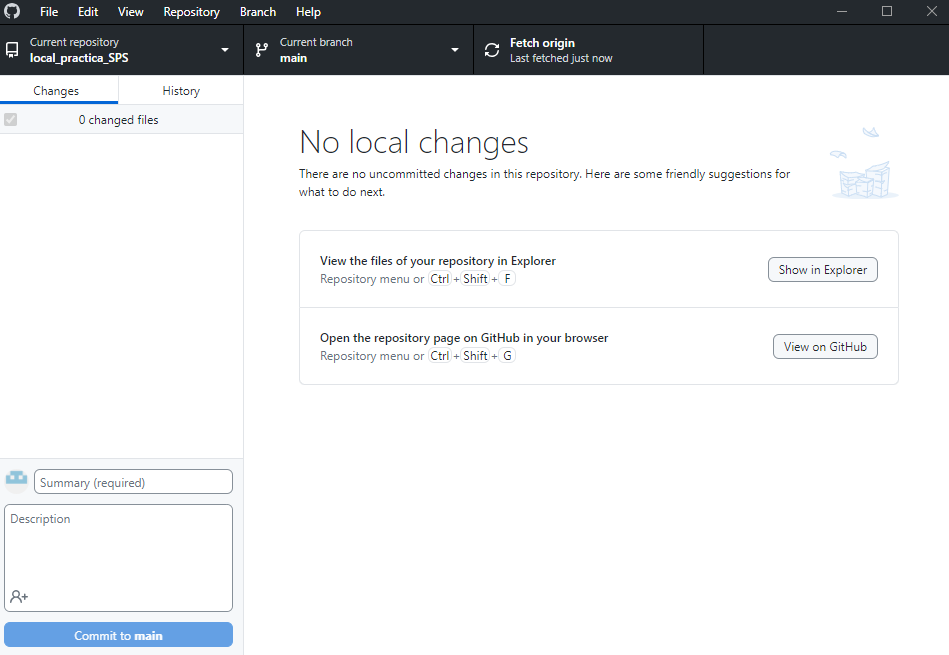 File Edit View Repository Branch Help
Current repository
local_practica_SPS
Current branch
main
Fetch origin
Last fetched just now
Changes
History
0 changed files
No local changes
There are no uncommitted changes in this repository. Here are some friendly suggestions for
what to do next.
View the files of your repository in Explorer
Repository menu or Ctrl + Shift + F
Show in Explorer
Open the repository page on GitHub in your browser
Repository menu or Ctrl + Shift + G
View on GitHub
Summary (required)
Description
Commit to main